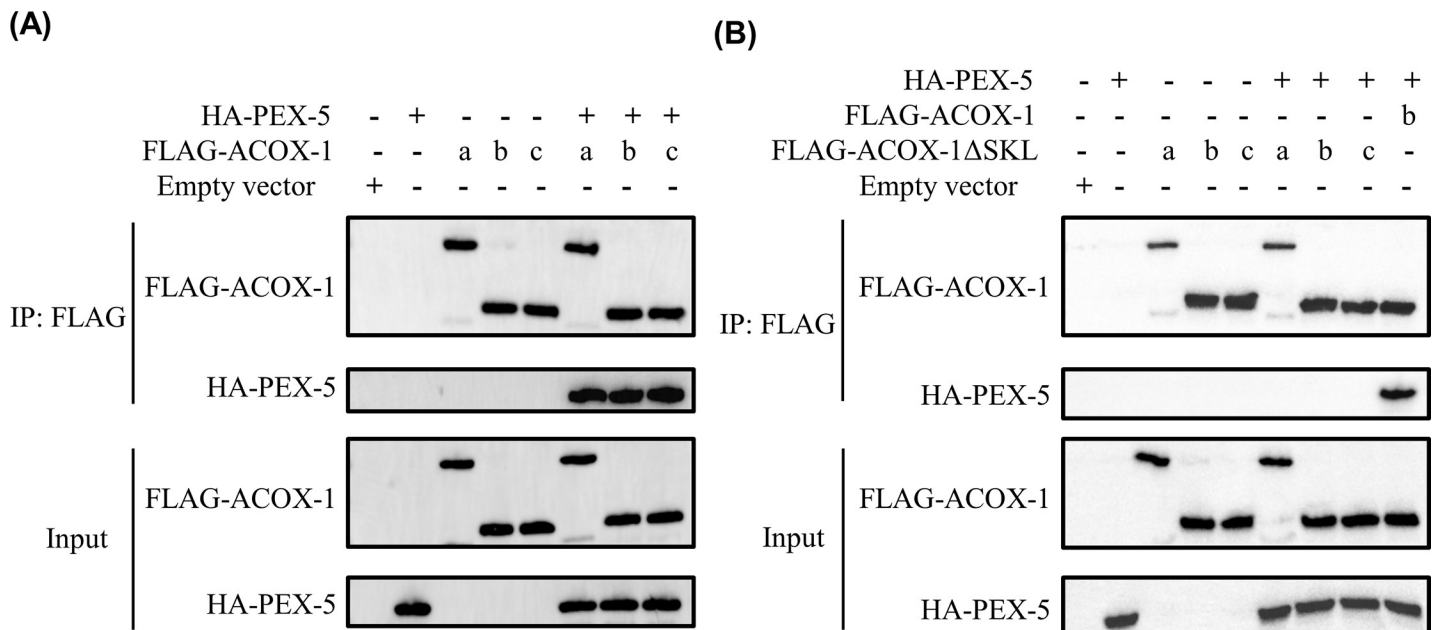 (A)
HA-PEX-5 - + - - - + + +
FLAG-ACOX-1 - - a b c a b c
Empty vector + - - - - - - -
IP: FLAG
FLAG-ACOX-1
HA-PEX-5
Input
FLAG-ACOX-1
HA-PEX-5
(B)
HA-PEX-5 - + - - - + + + +
FLAG-ACOX-1 - - - - - - - - b
FLAG-ACOX-1ΔSKL - - a b c a b c -
Empty vector + - - - - - - - -
IP: FLAG
FLAG-ACOX-1
HA-PEX-5
Input
FLAG-ACOX-1
HA-PEX-5